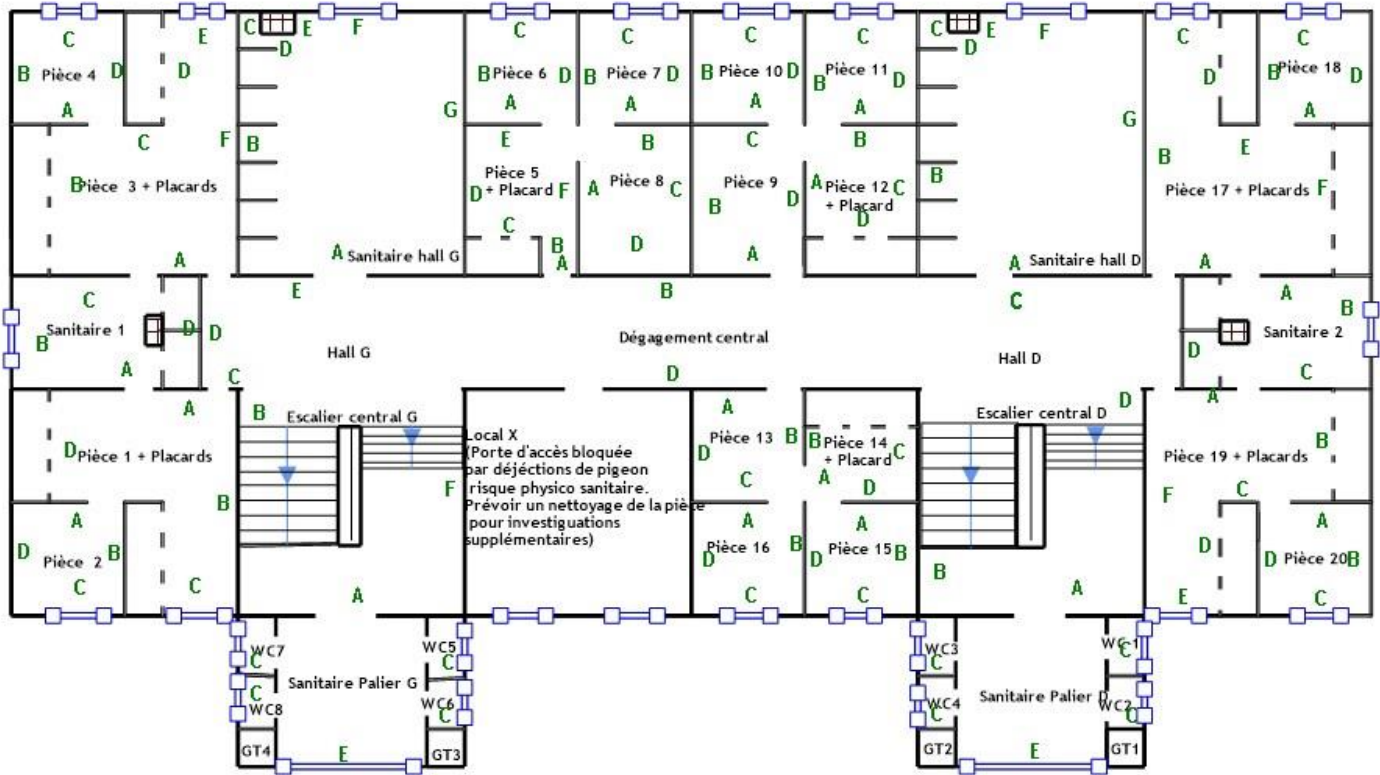 C E C E F C C C C E F C C
D D
B Pièce 4 D D B Pièce 6 D B Pièce 7 D B Pièce 10 D B Pièce 11 D D B Pièce 18 D
A G A A A A G A
C F B E B C B E
B Pièce 3 + Placards
Pièce 5
+ Placard
D F
A Pièce 8 C
Pièce 9
B D
A Pièce 12 C
+ Placard
D
B
B Pièce 17 + Placards F
C D
B
A A Sanitaire hall G A A A Sanitaire hall D A
E B C A
C B
Sanitaire 1 D D
B
Hall G
Dégagement central
Hall D
D Sanitaire 2
A C D C
A B Escalier central G A Escalier central D D A
D Pièce 1 + Placards
B
Local X
(Porte d'accès bloquée
par déjéctions de pigeon
risque physico sanitaire.
Prévoir un nettoyage de la pièce
pour investiguations
supplémentaires)
F
Pièce 13 B
D
C
B Pièce 14 C
+ Placard
A D
Pièce 19 + Placards B
F C
A A A A
D Pièce 2 B
C C
D Pièce 16 B
C
D Pièce 15 B
C
B
D D Pièce 20 B
E C
A A
WC7 WC5 WC3 WC1
C C C C
Sanitaire Palier G Sanitaire Palier D
C
WC8 WC6 WC4 WC2
C C C
GT4 E GT3 GT2 E GT1